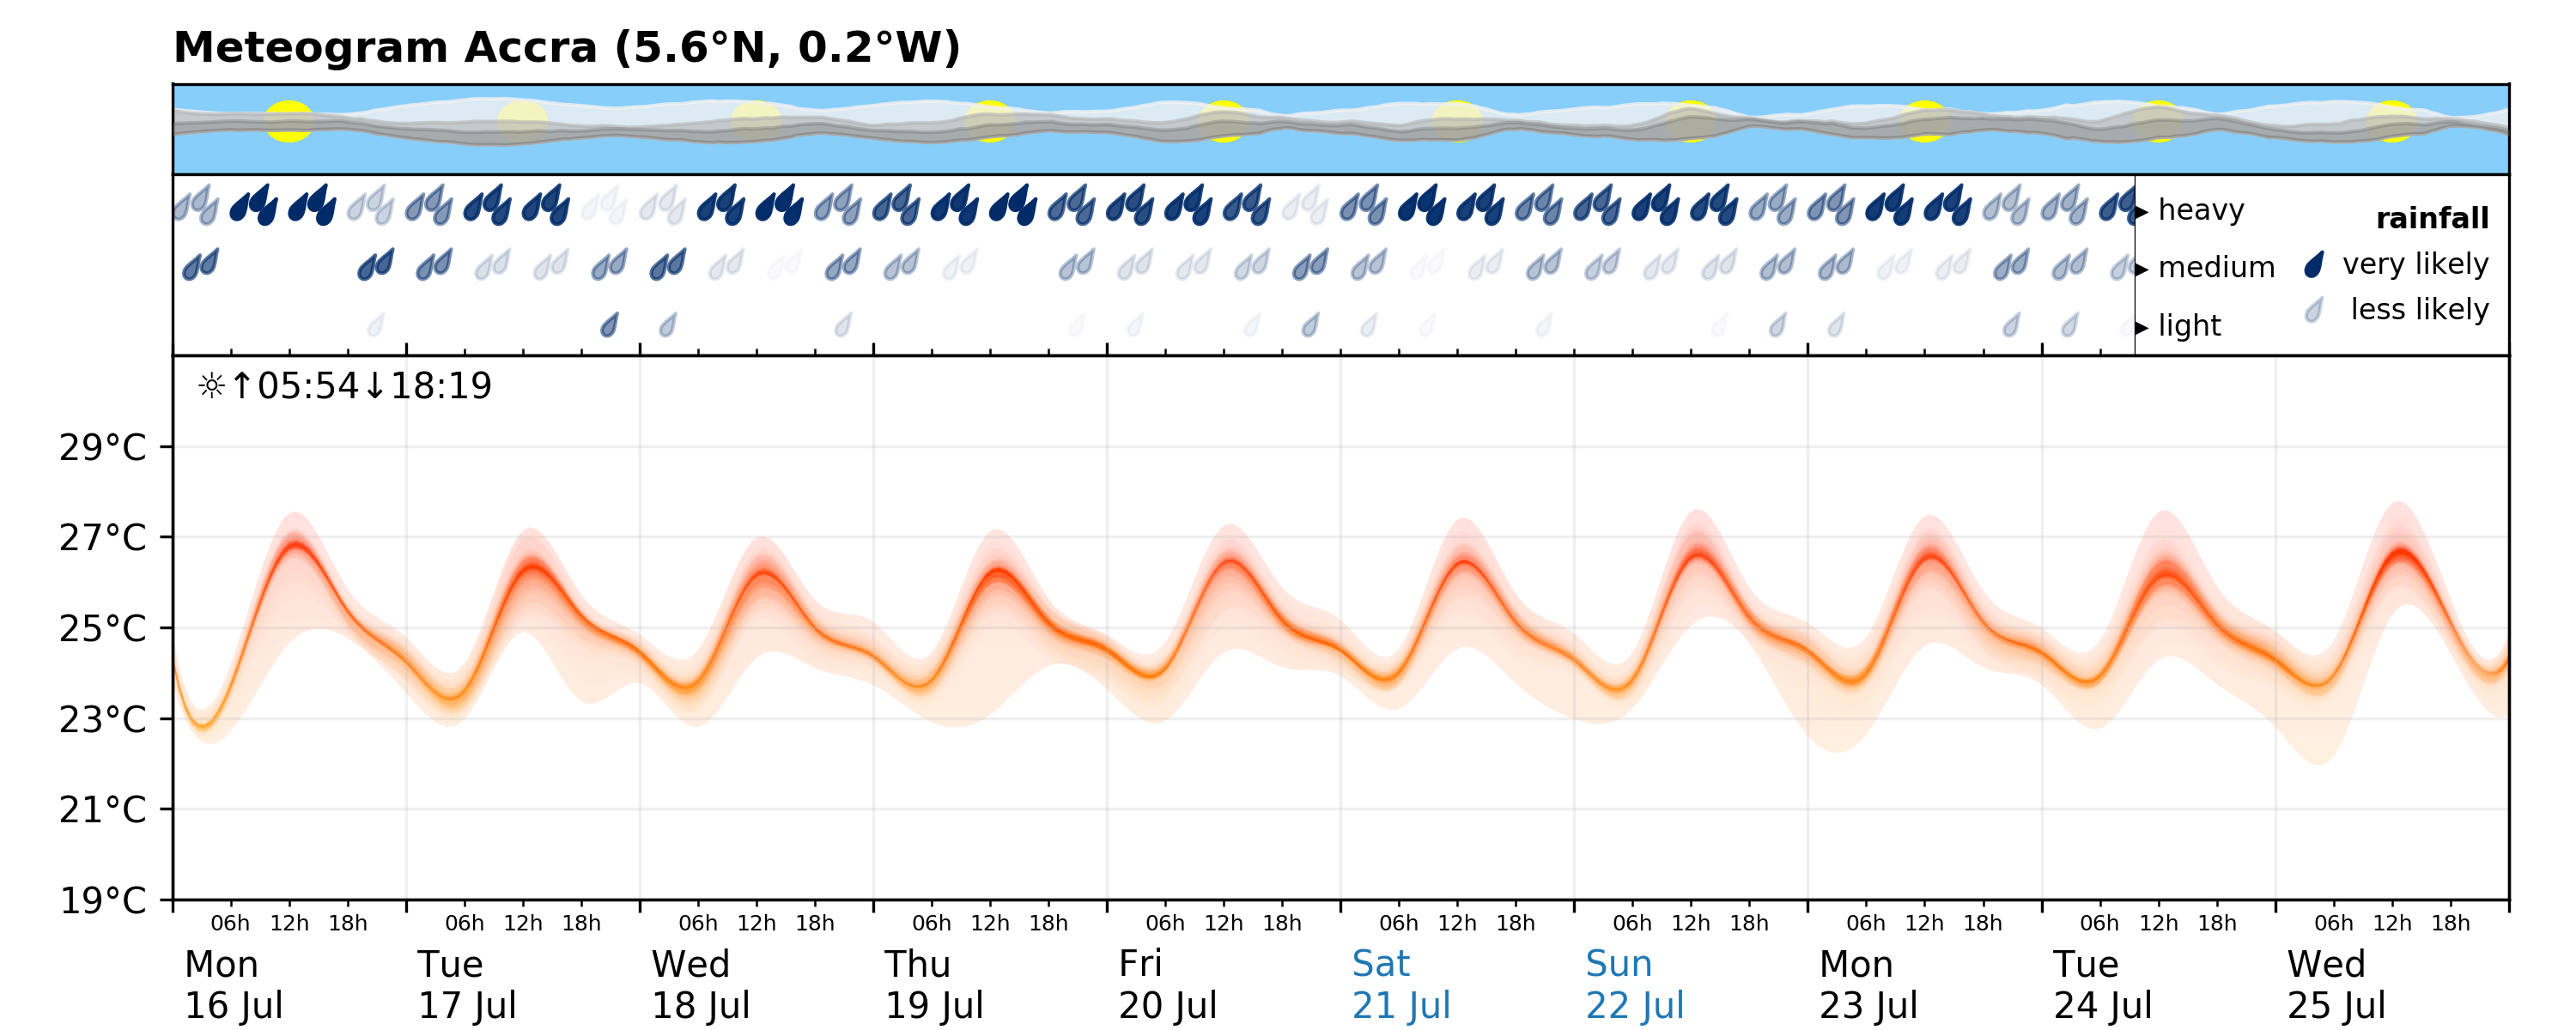 Meteogram Accra (5.6°N, 0.2°W)
▸ heavy
rainfall
▸ medium
very likely
less likely
▸ light
☼↑05:54↓18:19
29°C
27°C
25°C
23°C
21°C
19°C
06h 12h 18h 06h 12h 18h 06h 12h 18h 06h 12h 18h 06h 12h 18h 06h 12h 18h 06h 12h 18h 06h 12h 18h 06h 12h 18h 06h 12h 18h
Mon Tue Wed Thu Fri Sat Sun Mon Tue Wed
16 Jul 17 Jul 18 Jul 19 Jul 20 Jul 21 Jul 22 Jul 23 Jul 24 Jul 25 Jul